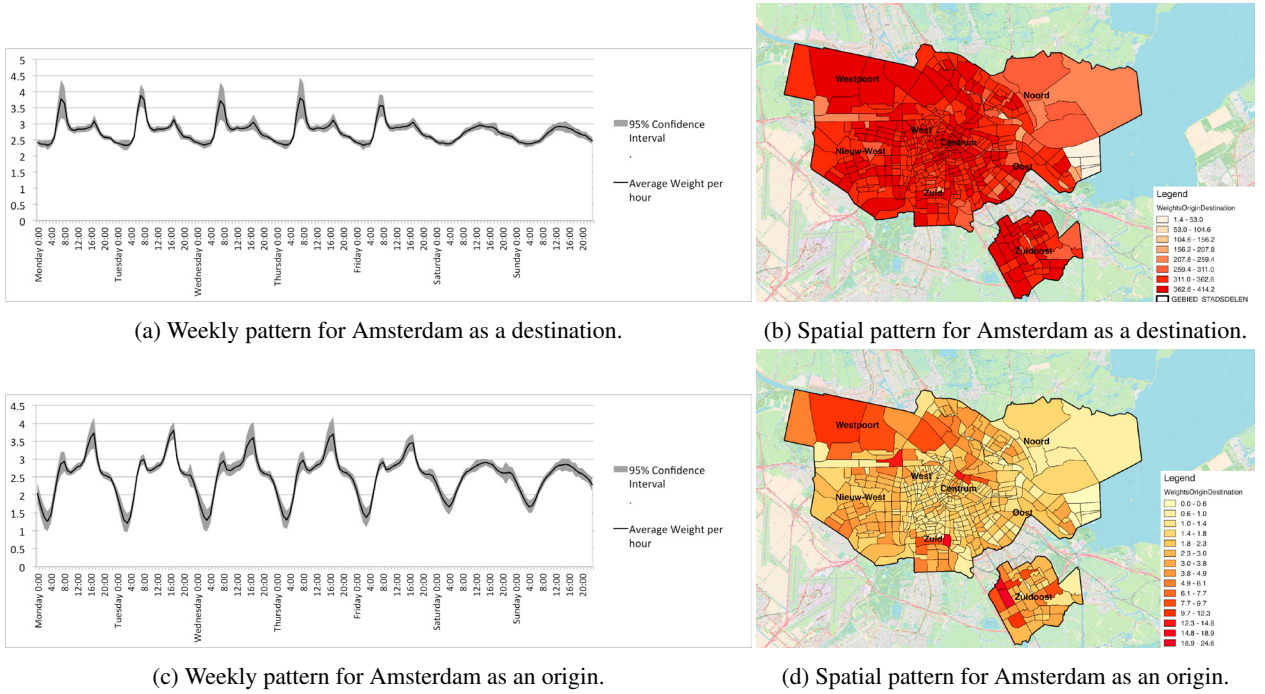 5
4.5
4
3.5
3
2.5
2
1.5
1
0.5
0
Monday 0:00
4:00
8:00
12:00
16:00
20:00
Tuesday 0:00
4:00
8:00
12:00
16:00
20:00
Wednesday 0:00
4:00
8:00
12:00
16:00
20:00
Thursday 0:00
4:00
8:00
12:00
16:00
20:00
Friday 0:00
4:00
8:00
12:00
16:00
20:00
Saturday 0:00
4:00
8:00
12:00
16:00
20:00
Sunday 0:00
4:00
8:00
12:00
16:00
20:00
95% Confidence
Interval
.
Average Weight per
hour
Westpoort
Noord
West
Centrum
Nieuw-West
Oost
Zuid
Zuidoost
Legend
WeightsOriginDestination
1.4 - 53.0
53.0 - 104.6
104.6 - 156.2
156.2 - 207.8
207.8 - 259.4
259.4 - 311.0
311.0 - 362.6
362.6 - 414.2
GEBIED_STADSDELEN
(a) Weekly pattern for Amsterdam as a destination.
(b) Spatial pattern for Amsterdam as a destination.
4.5
4
3.5
3
2.5
2
1.5
1
0.5
0
Monday 0:00
4:00
8:00
12:00
16:00
20:00
Tuesday 0:00
4:00
8:00
12:00
16:00
20:00
Wednesday 0:00
4:00
8:00
12:00
16:00
20:00
Thursday 0:00
4:00
8:00
12:00
16:00
20:00
Friday 0:00
4:00
8:00
12:00
16:00
20:00
Saturday 0:00
4:00
8:00
12:00
16:00
20:00
Sunday 0:00
4:00
8:00
12:00
16:00
20:00
95% Confidence
Interval
.
Average Weight per
hour
Westpoort
Noord
West
Centrum
Nieuw-West
Oost
Zuid
Zuidoost
Legend
WeightsOriginDestination
0.0 - 0.6
0.6 - 1.0
1.0 - 1.4
1.4 - 1.8
1.8 - 2.3
2.3 - 3.0
3.0 - 3.8
3.8 - 4.9
4.9 - 6.1
6.1 - 7.7
7.7 - 9.7
9.7 - 12.3
12.3 - 14.8
14.8 - 18.9
18.9 - 24.6
(c) Weekly pattern for Amsterdam as an origin.
(d) Spatial pattern for Amsterdam as an origin.